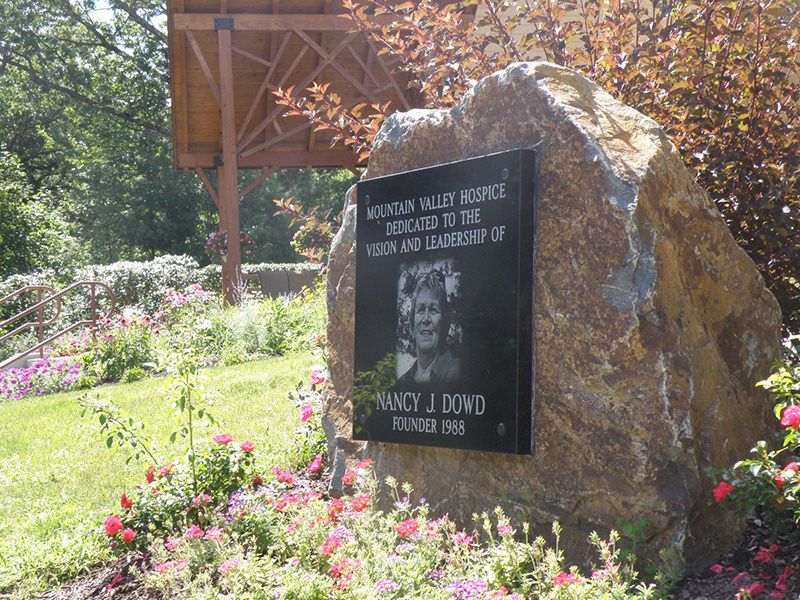 MOUNTAIN VALLEY HOSPICE
DEDICATED TO THE
VISION AND LEADERSHIP OF
NANCY J. DOWD
FOUNDER 1988